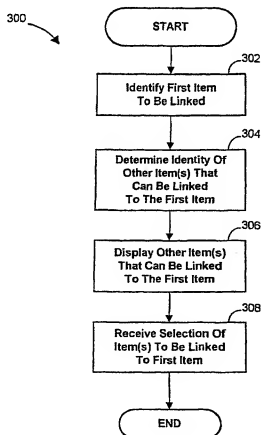 300
START
302
Identify First Item
To Be Linked
304
Determine Identity Of
Other Item(s) That
Can Be Linked
To The First Item
306
Display Other Item(s)
That Can Be Linked
To The First Item
308
Receive Selection Of
Item(s) To Be Linked
To First Item
END